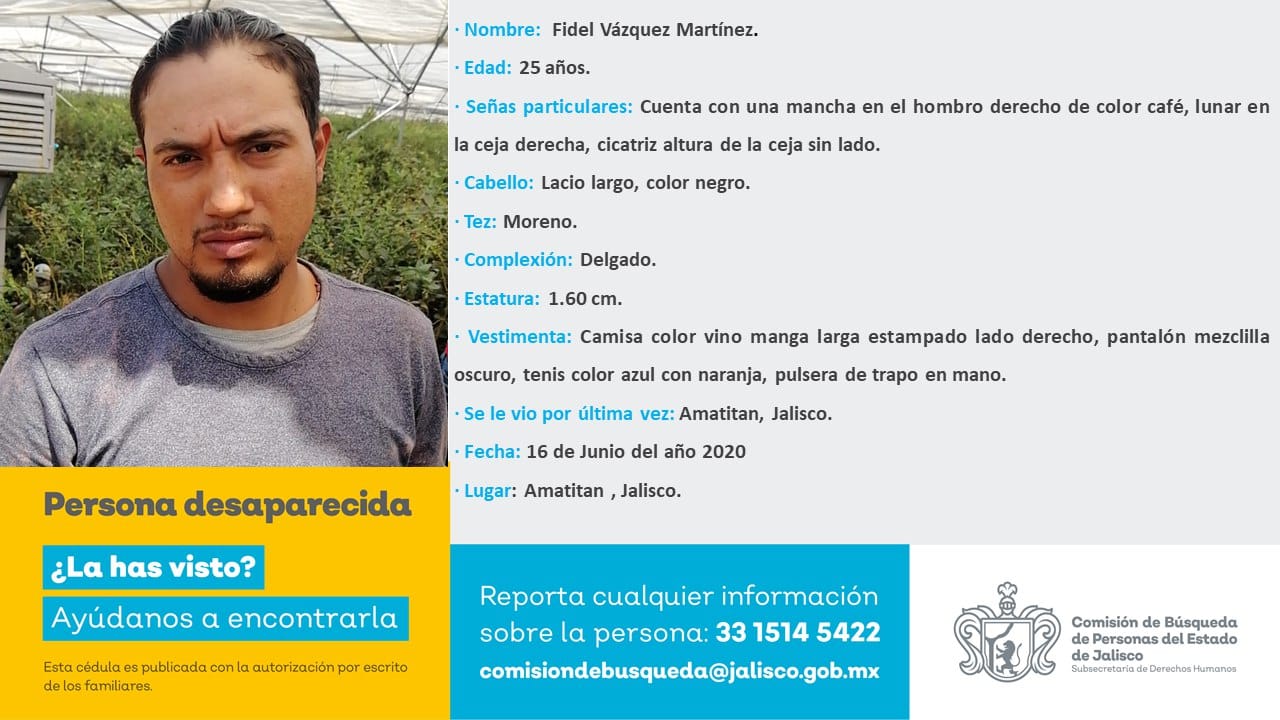 · Nombre: Fidel Vázquez Martínez.
· Edad: 25 años.
· Señas particulares: Cuenta con una mancha en el hombro derecho de color café, lunar en
la ceja derecha, cicatriz altura de la ceja sin lado.
· Cabello: Lacio largo, color negro.
· Tez: Moreno.
· Complexión: Delgado.
· Estatura: 1.60 cm.
· Vestimenta: Camisa color vino manga larga estampado lado derecho, pantalón mezclilla
oscuro, tenis color azul con naranja, pulsera de trapo en mano.
· Se le vio por última vez: Amatitan, Jalisco.
· Fecha: 16 de Junio del año 2020
· Lugar: Amatitan , Jalisco.
Persona desaparecida
¿La has visto?
Ayúdanos a encontrarla
Esta cédula es publicada con la autorización por escrito
de los familiares.
Reporta cualquier información
sobre la persona: 33 1514 5422
comisiondebusqueda@jalisco.gob.mx
Comisión de Búsqueda
de Personas del Estado
de Jalisco
Subsecretaría de Derechos Humanos